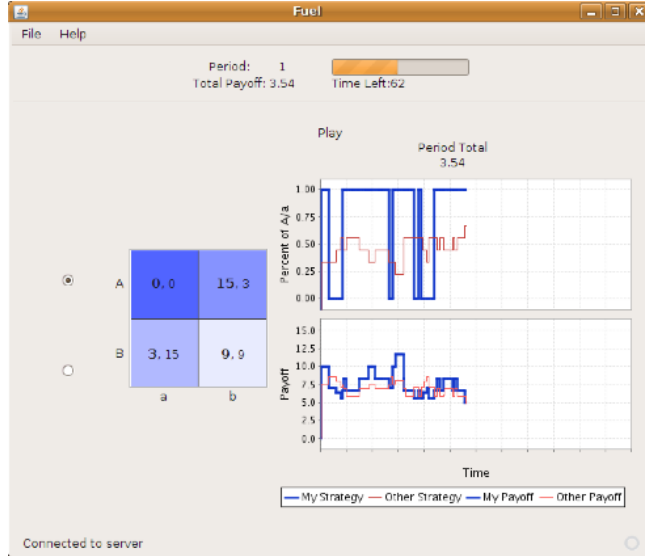 Fuel
File Help
Period: 1
Total Payoff: 3.54 Time Left:62
Play
Period Total
3.54
Percent of A/a
1.00
0.75
0.50
0.25
0.00
A 0.0 15.3
B 3.15 9.9
a b
Payoff
15.0
12.5
10.0
7.5
5.0
2.5
0.0
Time
My Strategy Other Strategy My Payoff Other Payoff
Connected to server